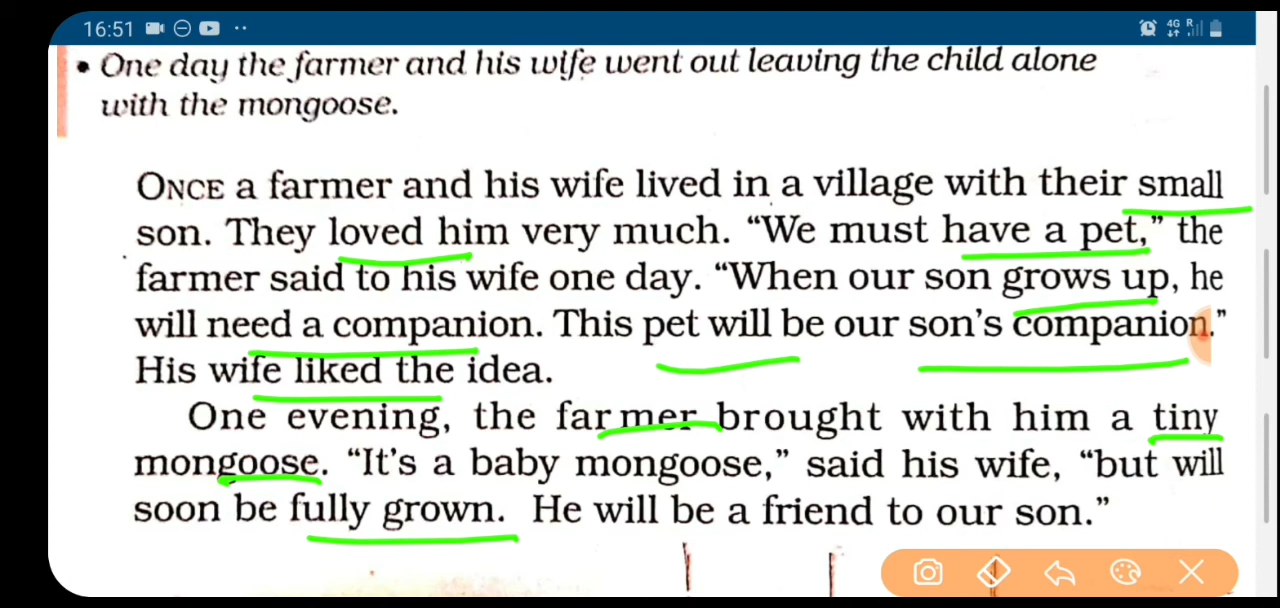 16:51
4G R
• One day the farmer and his wife went out leaving the child alone
with the mongoose.
ONCE a farmer and his wife lived in a village with their small
son. They loved him very much. “We must have a pet,” the
farmer said to his wife one day. “When our son grows up, he
will need a companion. This pet will be our son’s companion.”
His wife liked the idea.
One evening, the farmer brought with him a tiny
mongoose. “It’s a baby mongoose,” said his wife, “but will
soon be fully grown. He will be a friend to our son.”